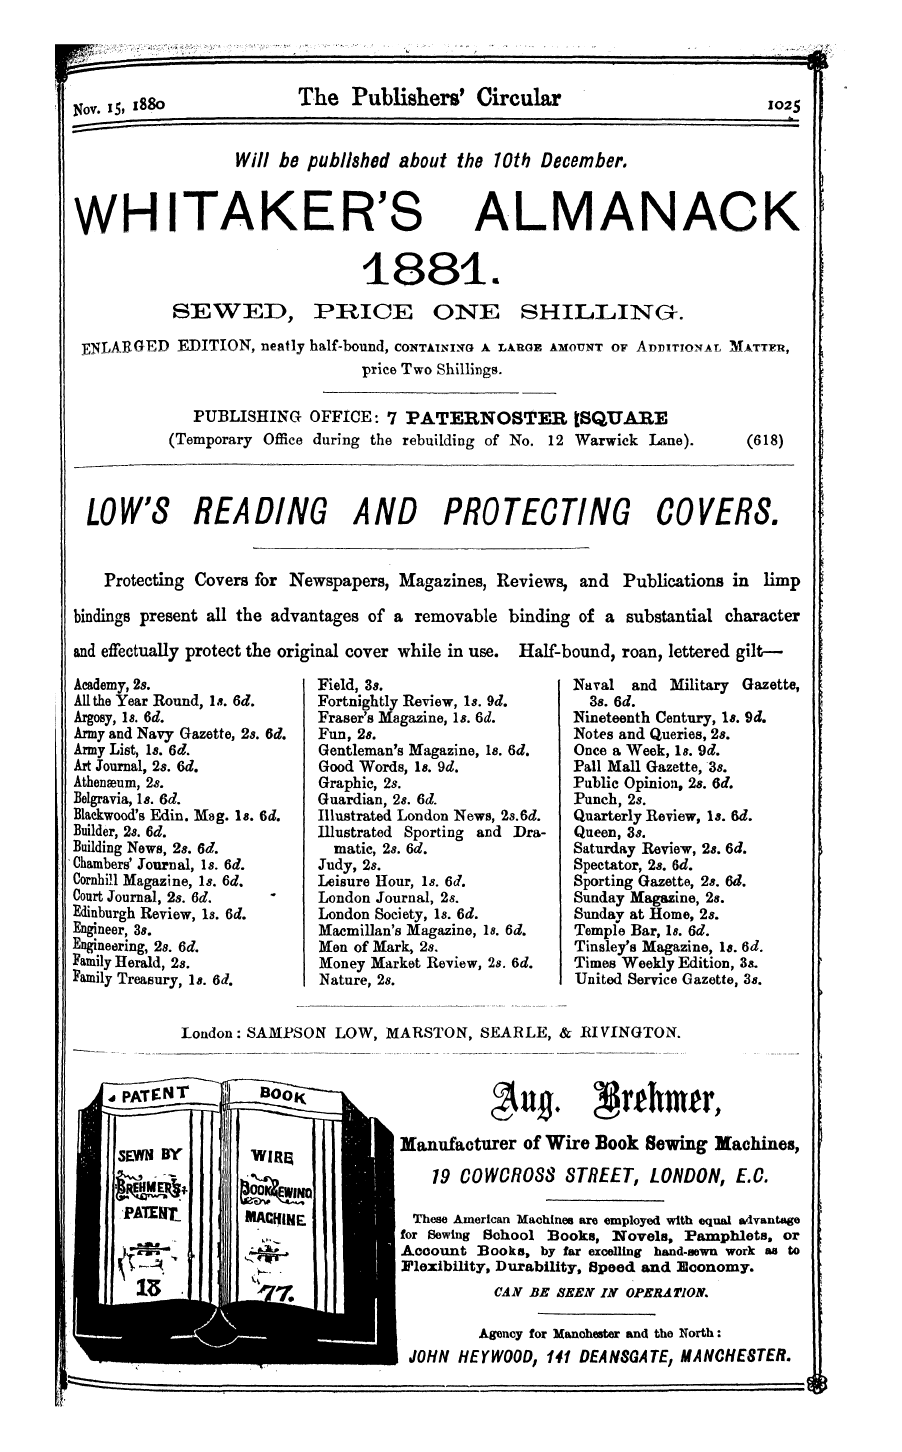 Nov. 15, 1880
The Publishers' Circular
1025
Will be published about the 10th December.
WHITAKER'S ALMANACK
1881.
SEWED, PRICE ONE SHILLING.
ENLARGED EDITION, neatly half-bound, CONTAINING A LARGE AMOUNT OF ADDITIONAL MATTER,
price Two Shillings.
PUBLISHING OFFICE: 7 PATERNOSTER SQUARE
(Temporary Office during the rebuilding of No. 12 Warwick Lane). (618)
LOW'S READING AND PROTECTING COVERS.
Protecting Covers for Newspapers, Magazines, Reviews, and Publications in limp
bindings present all the advantages of a removable binding of a substantial character
and effectually protect the original cover while in use. Half-bound, roan, lettered gilt—
Academy, 2s.
All the Year Round, 1s. 6d.
Argosy, 1s. 6d.
Army and Navy Gazette, 2s. 6d.
Army List, 1s. 6d.
Art Journal, 2s. 6d.
Athenæum, 2s.
Belgravia, 1s. 6d.
Blackwood's Edin. Mag. 1s. 6d.
Builder, 2s. 6d.
Building News, 2s. 6d.
Chambers' Journal, 1s. 6d.
Cornhill Magazine, 1s. 6d.
Court Journal, 2s. 6d.
Edinburgh Review, 1s. 6d.
Engineer, 3s.
Engineering, 2s. 6d.
Family Herald, 2s.
Family Treasury, 1s. 6d.
Field, 3s.
Fortnightly Review, 1s. 9d.
Fraser's Magazine, 1s. 6d.
Fun, 2s.
Gentleman's Magazine, 1s. 6d.
Good Words, 1s. 9d.
Graphic, 2s.
Guardian, 2s. 6d.
Illustrated London News, 2s. 6d.
Illustrated Sporting and Dra-
matic, 2s. 6d.
Judy, 2s.
Leisure Hour, 1s. 6d.
London Journal, 2s.
London Society, 1s. 6d.
Macmillan's Magazine, 1s. 6d.
Men of Mark, 2s.
Money Market Review, 2s. 6d.
Nature, 2s.
Naval and Military Gazette,
3s. 6d.
Nineteenth Century, 1s. 9d.
Notes and Queries, 2s.
Once a Week, 1s. 9d.
Pall Mall Gazette, 3s.
Public Opinion, 2s. 6d.
Punch, 2s.
Quarterly Review, 1s. 6d.
Queen, 3s.
Saturday Review, 2s. 6d.
Spectator, 2s. 6d.
Sporting Gazette, 2s. 6d.
Sunday Magazine, 2s.
Sunday at Home, 2s.
Temple Bar, 1s. 6d.
Tinsley's Magazine, 1s. 6d.
Times Weekly Edition, 3s.
United Service Gazette, 3s.
London: SAMPSON LOW, MARSTON, SEARLE, & RIVINGTON.
PATENT BOOK
SEWN BY
BREHMER'S
PATENT
18
WIRE
BOOK SEWING
MACHINE
77.
Aug. Brehmer,
Manufacturer of Wire Book Sewing Machines,
19 COWCROSS STREET, LONDON, E.C.
These American Machines are employed with equal advantage
for Sewing School Books, Novels, Pamphlets, or
Account Books, by far excelling hand-sewn work as to
Flexibility, Durability, Speed and Economy.
CAN BE SEEN IN OPERATION.
Agency for Manchester and the North:
JOHN HEYWOOD, 141 DEANSGATE, MANCHESTER.